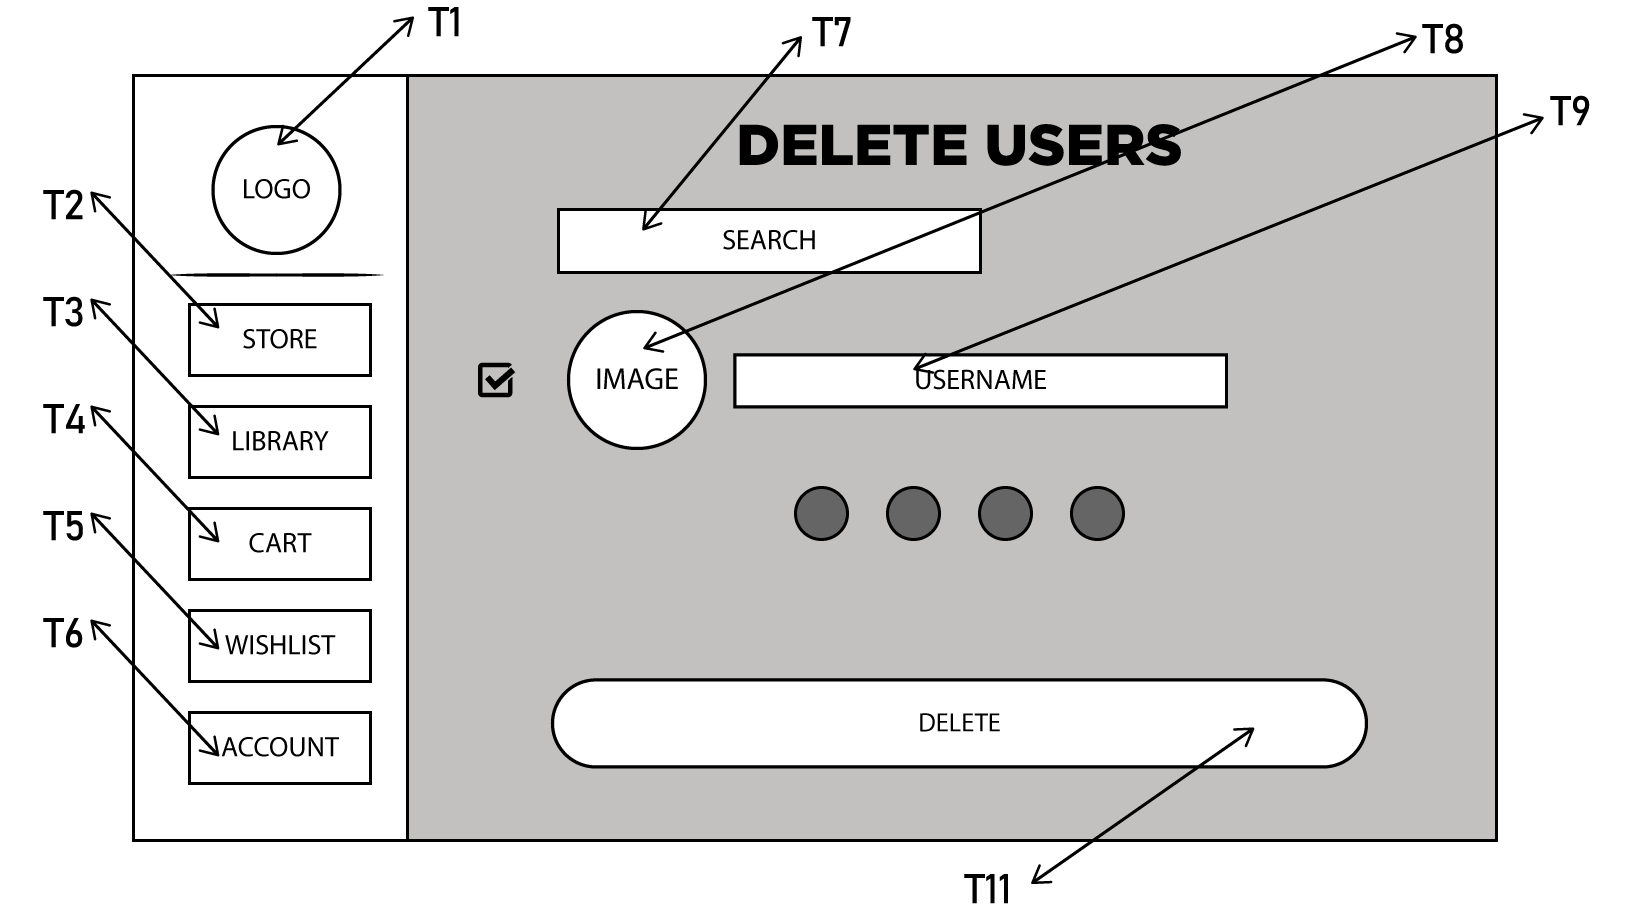 T1
T7
T8
T9
DELETE USERS
LOGO
T2
SEARCH
T3
STORE
IMAGE
USERNAME
T4
LIBRARY
T5
CART
T6
WISHLIST
DELETE
ACCOUNT
T11